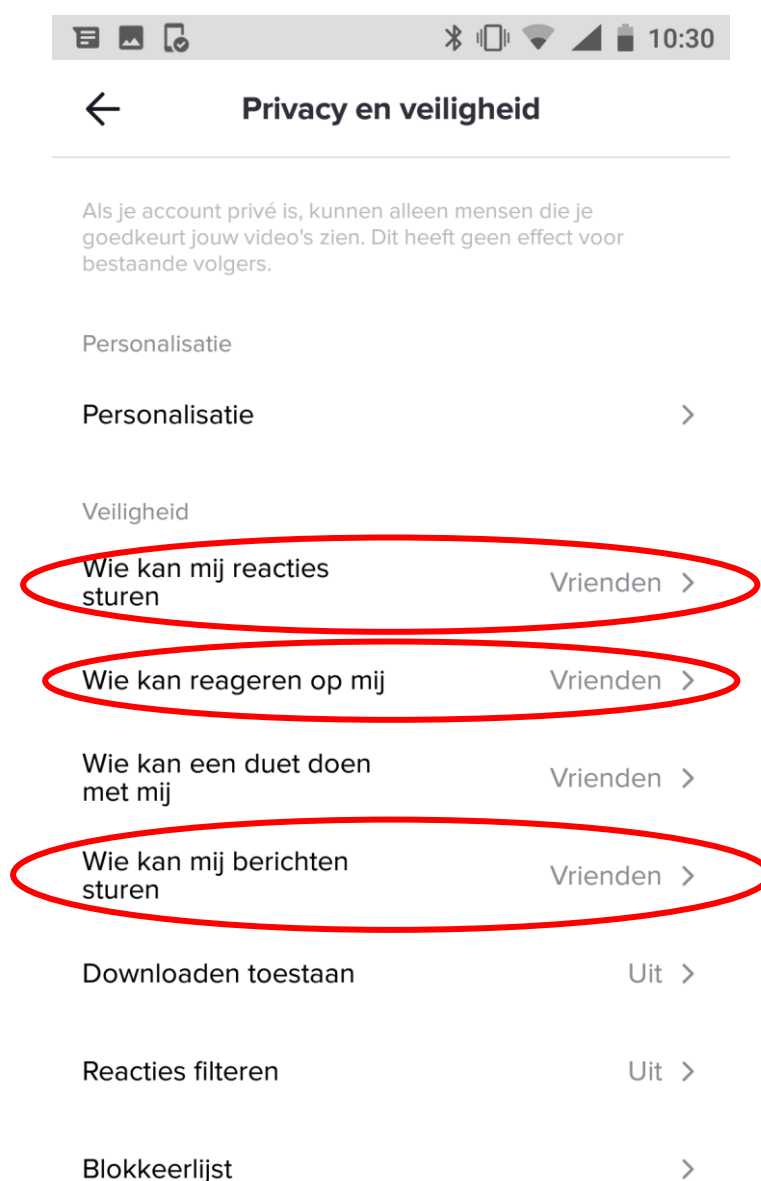 10:30
Privacy en veiligheid
Als je account privé is, kunnen alleen mensen die je
goedkeurt jouw video's zien. Dit heeft geen effect voor
bestaande volgers.
Personalisatie
Personalisatie
Veiligheid
Wie kan mij reacties
sturen
Vrienden
Wie kan reageren op mij
Vrienden
Wie kan een duet doen
met mij
Vrienden
Wie kan mij berichten
sturen
Vrienden
Downloaden toestaan
Uit
Reacties filteren
Uit
Blokkeerlijst